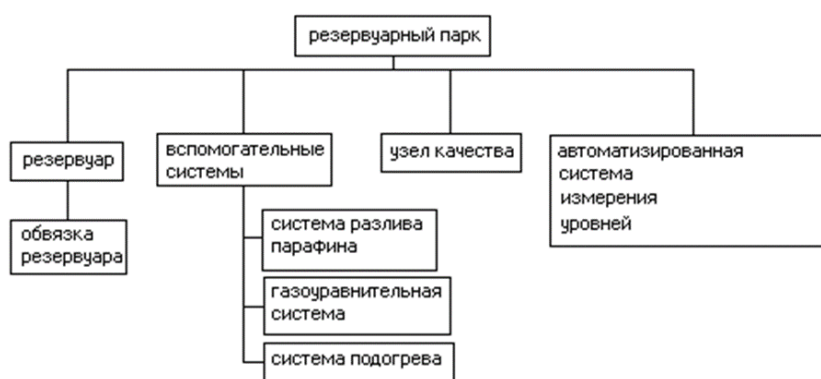 резервуарный парк
резервуар
обвязка
резервуара
вспомогательные
системы
система разлива
парафина
газоуравнительная
система
система подогрева
узел качества
автоматизированная
система
измерения
уровней